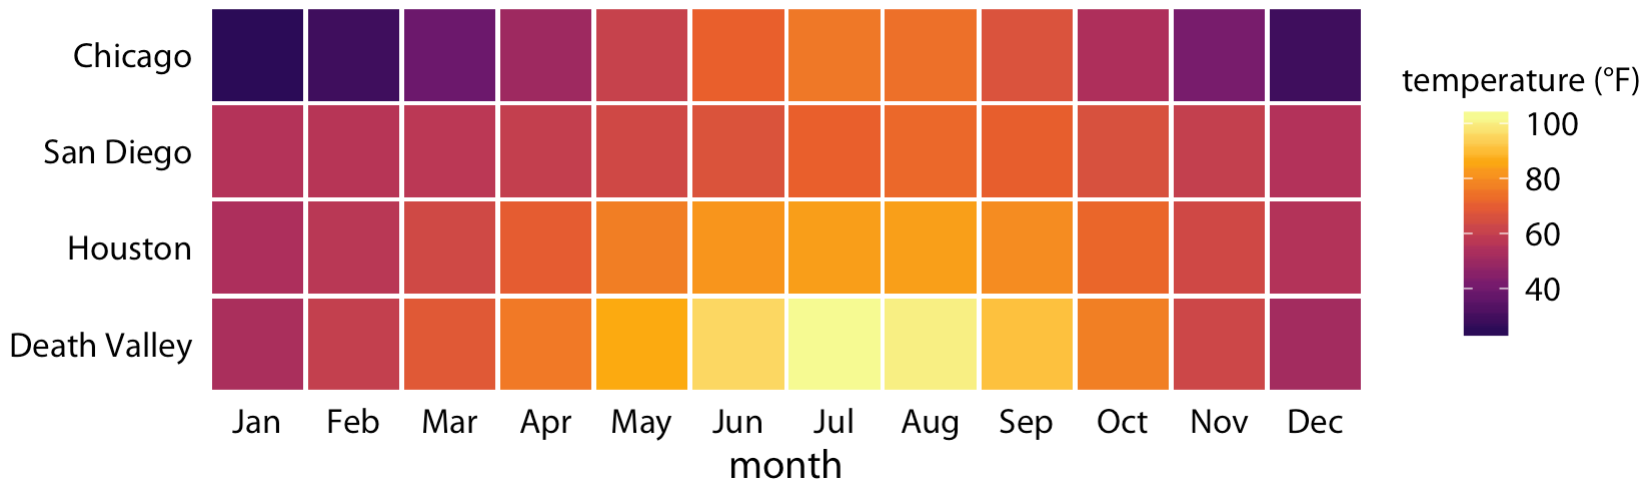 Chicago
San Diego
Houston
Death Valley
Jan Feb Mar Apr May Jun Jul Aug Sep Oct Nov Dec
month
temperature (°F)
100
80
60
40